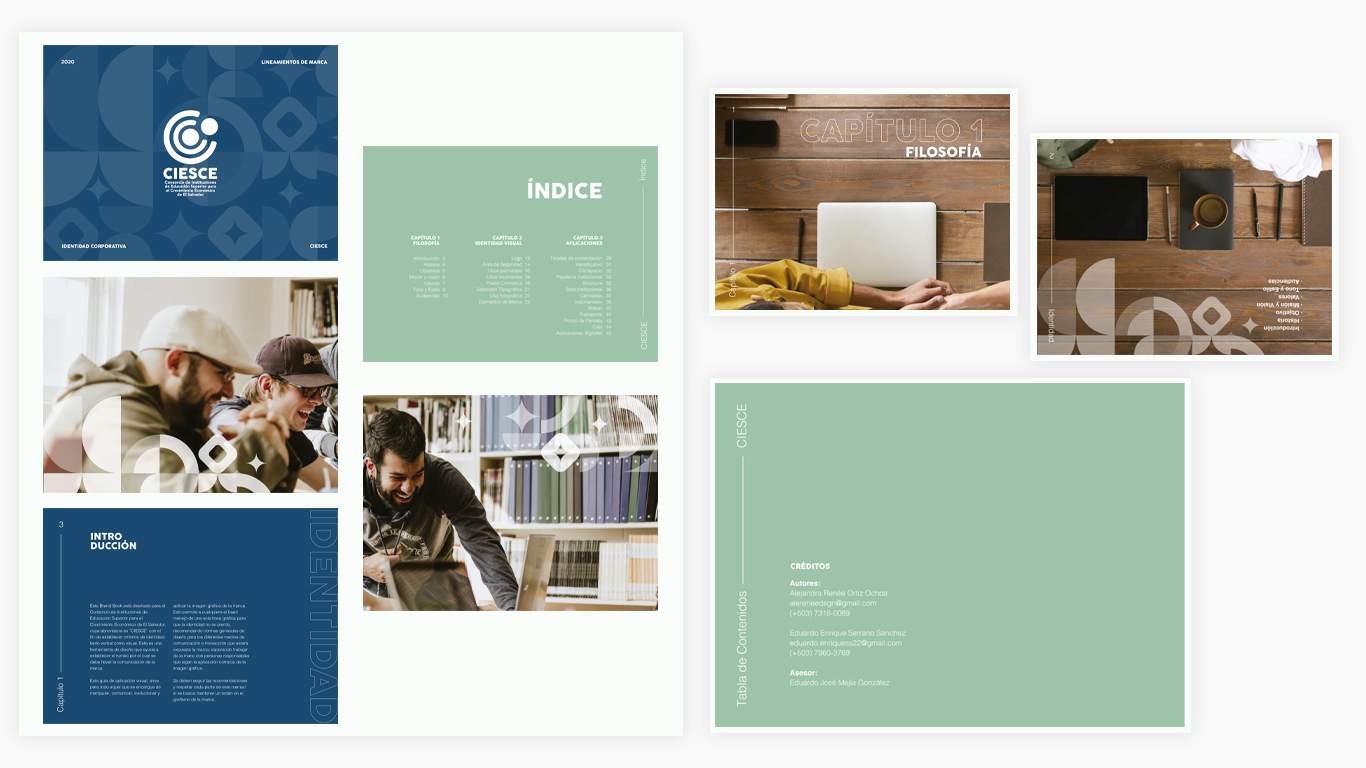 2020
LINEAMIENTOS DE MARCA
CIESCE
Consorcio de Instituciones
de Educación Superior para
el Crecimiento Económico
de El Salvador
IDENTIDAD CORPORATIVA
CIESCE
3
INTRO
DUCCIÓN
Este Brand Book está diseñado para el
Consorcio de Instituciones de
Educación Superior para el
Crecimiento Económico de El Salvador,
cuya abreviatura es "CIESCE" con el
fin de establecer criterios de identidad
tanto verbal como visual. Este es una
herramienta de diseño que ayuda a
establecer el rumbo por el cual se
debe llevar la comunicación de la
marca.
Esta guía de aplicación visual, sirve
para todo aquel que se encargue de
manipular, comunicar, evolucionar y
aplicar la imagen gráfica de la marca.
Esto permite a cualquiera el buen
manejo de una sola línea gráfica para
que la identidad no se pierda,
recomendando normas generales de
diseño para los diferentes medios de
comunicación e interacción que estará
expuesta la marca; esperando trabajar
de la mano con personas responsables
que sigan la aplicación correcta de la
imagen gráfica.
Se deben seguir las recomendaciones
y respetar cada parte de este manual
si se busca mantener un orden en el
grafismo de la marca.
Capítulo 1
IDENTIDAD
Índice
ÍNDICE
CAPÍTULO 1
FILOSOFÍA
Introducción 3
Historia 4
Objetivos 5
Misión y visión 6
Valores 7
Tono y Estilo 8
Audiencias 10
CAPÍTULO 2
IDENTIDAD VISUAL
Logo 13
Área de Seguridad 14
Usos permitidos 16
Usos incorrectos 18
Paleta Cromática 19
Selección Tipográfica 21
Uso fotográfico 23
Elementos de Marca 25
CAPÍTULO 3
APLICACIONES
Tarjetas de presentación 29
Identificativo 31
Carnetización
Papelería Institucional 33
Brochure 35
Sello Institucional 36
Camisetas 37
Indumentaria 39
Transporte 41
Fondo de Pantalla 43
Caja 44
Aplicaciones digitales 45
CIESCE
1
CAPÍTULO 1
FILOSOFÍA
Capítulo 1
2
Introducción
Historia
Objetivo
Misión y Visión
Valores
Tono y Estilo
Audiencias
Identidad
CIESCE
Tabla de Contenidos
CRÉDITOS
Autores:
Alejandra Renée Ortiz Ochoa
alereneedsgn@gmail.com
(+503) 7318-0089
Eduardo Enrique Serrano Sánchez
eduardo.enriquess22@gmail.com
(+503) 7960-3769
Asesor:
Eduardo José Mejía González